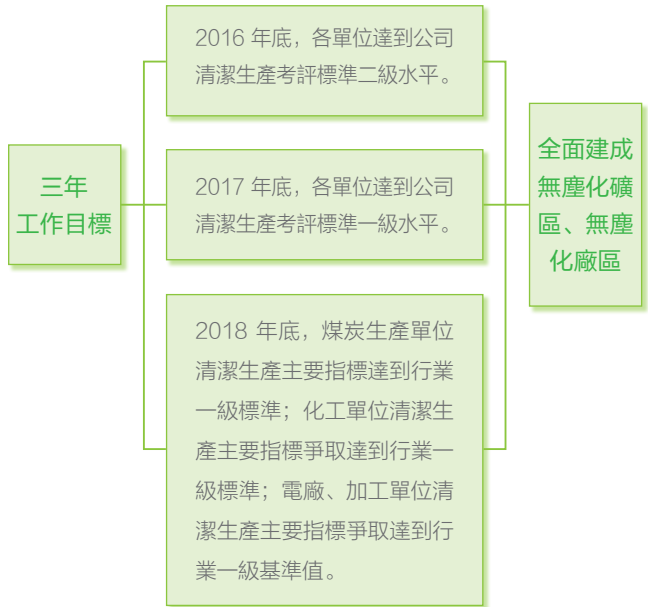 三年
工作目標
2016 年底，各單位達到公司
清潔生產考評標準二級水平。
2017 年底，各單位達到公司
清潔生產考評標準一級水平。
2018 年底，煤炭生產單位
清潔生產主要指標達到行業
一級標準；化工單位清潔生
產主要指標爭取達到行業一
級標準；電廠、加工單位清
潔生產主要指標爭取達到行
業一級基準值。
全面建成
無塵化礦
區、無塵
化廠區